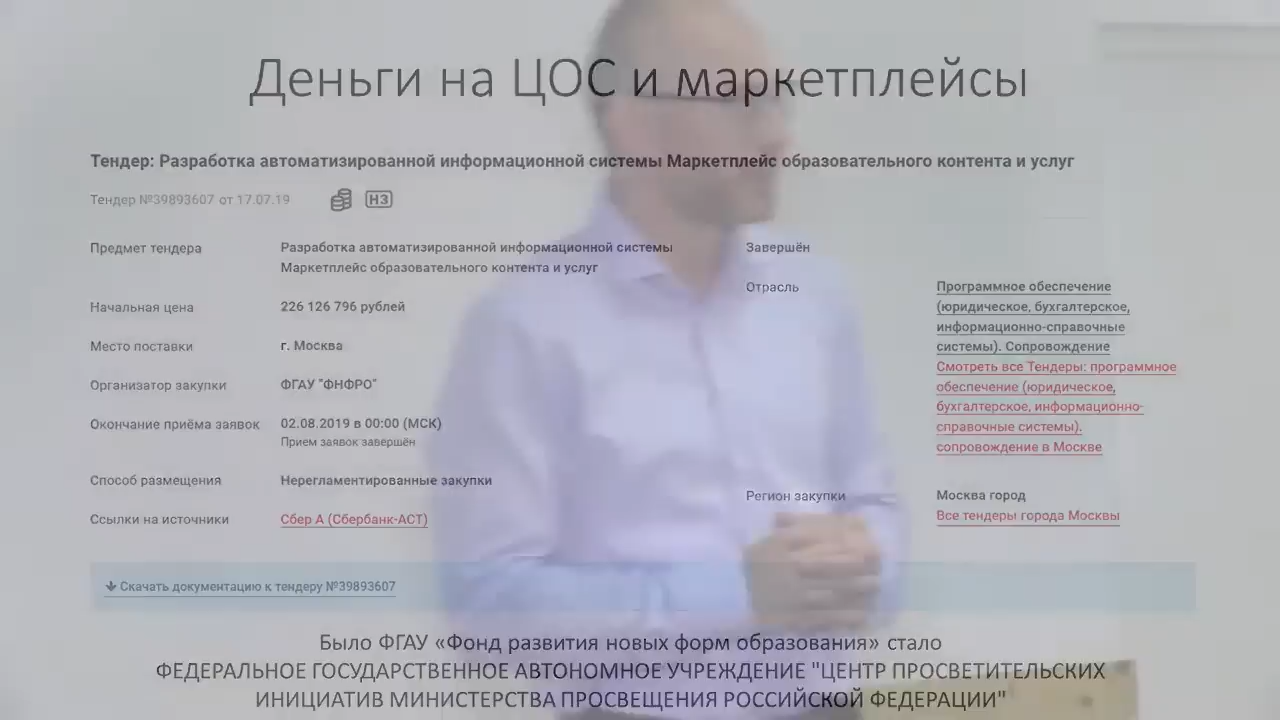 Деньги на ЦОС и маркетплейсы
Тендер: Разработка автоматизированной информационной системы Маркетплейс образовательного контента и услуг
Тендер №39893607 от 17.07.19
НЗ
Предмет тендера
Разработка автоматизированной информационной системы
Маркетплейс образовательного контента и услуг
Начальная цена
226 126 796 рублей
Место поставки
г. Москва
Организатор закупки
ФГАУ "ФНФРО"
Окончание приёма заявок
02.08.2019 в 00:00 (МСК)
Прием заявок завершён
Способ размещения
Нерегламентированные закупки
Ссылки на источники
Сбер А (Сбербанк-АСТ)
Завершён
Отрасль
Программное обеспечение
(юридическое, бухгалтерское,
информационно-справочные
системы). Сопровождение
Смотреть все Тендеры: программное
обеспечение (юридическое,
бухгалтерское, информационно-
справочные системы).
сопровождение в Москве
Регион закупки
Москва город
Все тендеры города Москвы
Скачать документацию к тендеру №39893607
Было ФГАУ «Фонд развития новых форм образования» стало
ФЕДЕРАЛЬНОЕ ГОСУДАРСТВЕННОЕ АВТОНОМНОЕ УЧРЕЖДЕНИЕ "ЦЕНТР ПРОСВЕТИТЕЛЬСКИХ
ИНИЦИАТИВ МИНИСТЕРСТВА ПРОСВЕЩЕНИЯ РОССИЙСКОЙ ФЕДЕРАЦИИ"